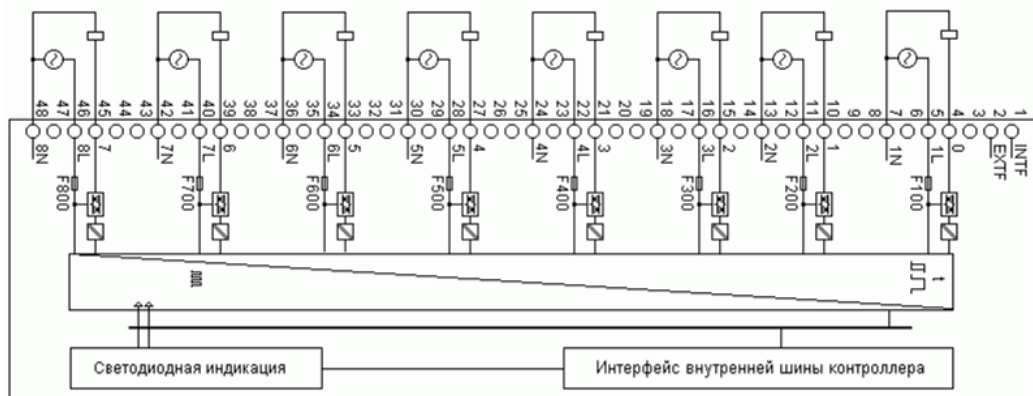 48 47 46 45 44 43 42 41 40 39 38 37 36 35 34 33 32 31 30 29 28 27 26 25 24 23 22 21 20 19 18 17 16 15 14 13 12 11 10 9 8 7 6 5 4 3 2 1
8N 8L 7 7N 7L 6 6N 6L 5 5N 5L 4 4N 4L 3 3N 3L 2 2N 2L 1 1N 1L 0 EXTF INTF
F800 F700 F600 F500 F400 F300 F200 F100
t
Светодиодная индикация
Интерфейс внутренней шины контроллера